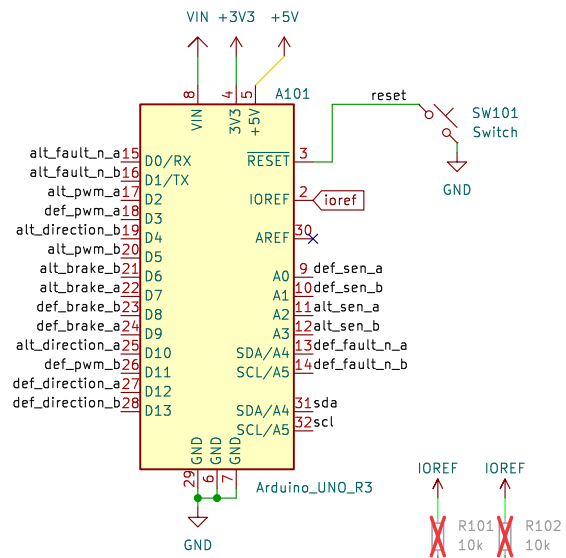 VIN +3V3 +5V
8 4 5 A101
VIN 3V3 +5V
reset
SW101
Switch
GND
alt_fault_n_a 15 D0/RX
alt_fault_n_b 16 D1/TX
alt_pwm_a 17 D2
def_pwm_a 18 D3
alt_direction_b 19 D4
alt_pwm_b 20 D5
alt_brake_b 21 D6
alt_brake_a 22 D7
def_brake_b 23 D8
def_brake_a 24 D9
alt_direction_a 25 D10
def_pwm_b 26 D11
def_direction_a 27 D12
def_direction_b 28 D13
RESET 3
IOREF 2 ioref
AREF 30
A0 9 def_sen_a
A1 10 def_sen_b
A2 11 alt_sen_a
A3 12 alt_sen_b
SDA/A4 13 def_fault_n_a
SCL/A5 14 def_fault_n_b
SDA/A4 31 sda
SCL/A5 32 scl
GND GND GND
29 6 7
Arduino_UNO_R3
GND
IOREF IOREF
R101 R102
10k 10k